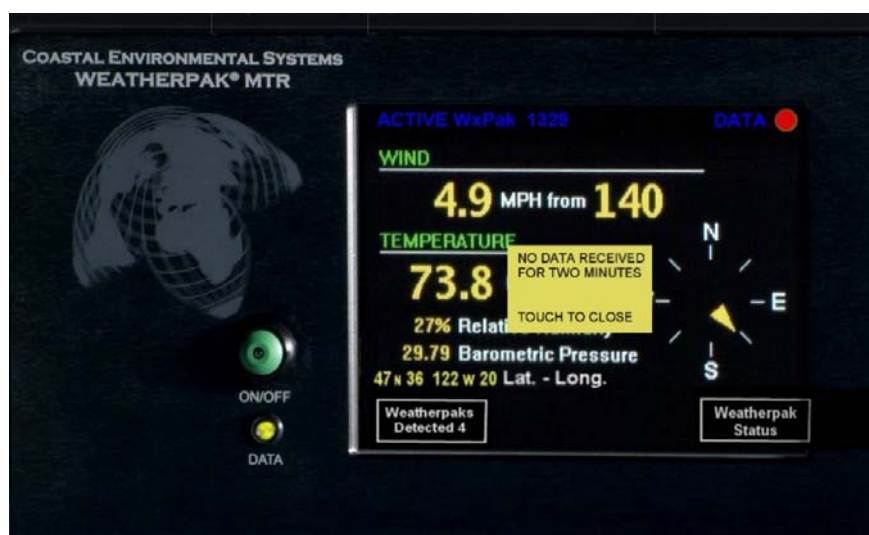 COASTAL ENVIRONMENTAL SYSTEMS
WEATHERPAK® MTR
ACTIVE WxPak 1329
DATA
WIND
4.9 MPH from 140
TEMPERATURE
NO DATA RECEIVED
FOR TWO MINUTES
TOUCH TO CLOSE
73.8
27%
29.79 Barometric Pressure
47 N 36 122 W 20 Lat. - Long.
N
E
S
Weatherpaks
Detected 4
Weatherpak
Status
ON/OFF
DATA